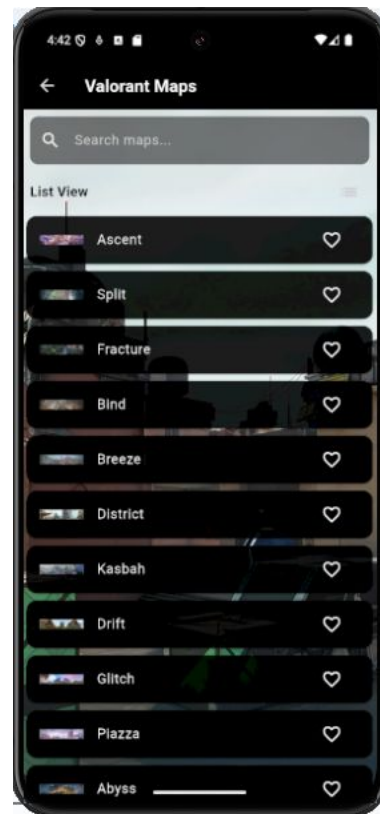 4:42
Valorant Maps
Search maps...
List View
Ascent
Split
Fracture
Bind
Breeze
District
Kasbah
Drift
Glitch
Piazza
Abyss